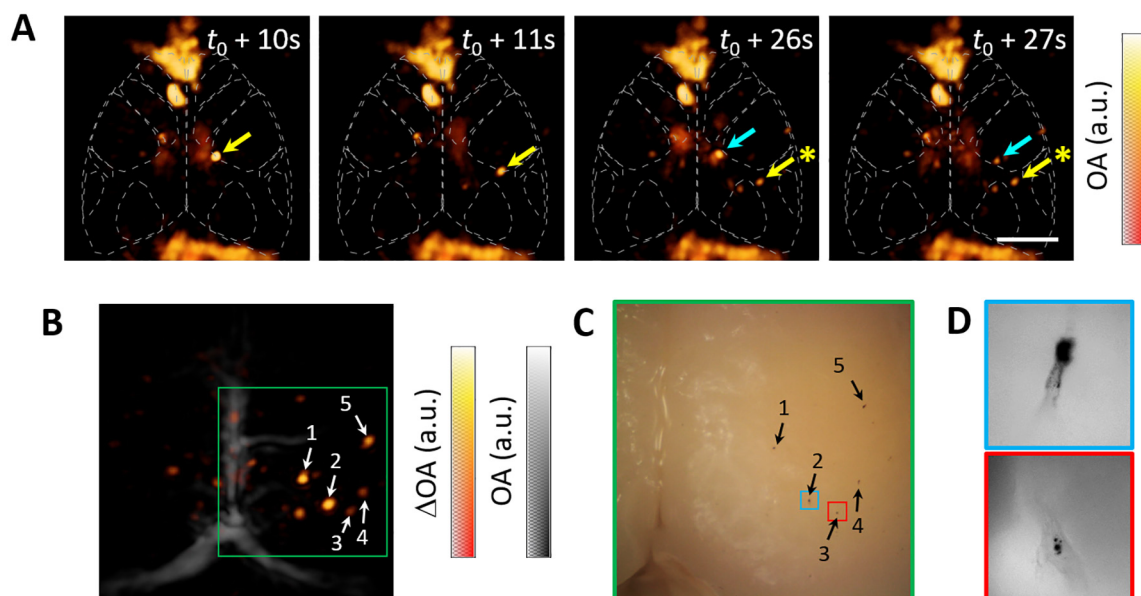 A
t0 + 10s
t0 + 11s
t0 + 26s
t0 + 27s
*
*
OA (a.u.)
B
1
2
3
4
5
ΔOA (a.u.)
OA (a.u.)
C
1
2
3
4
5
D